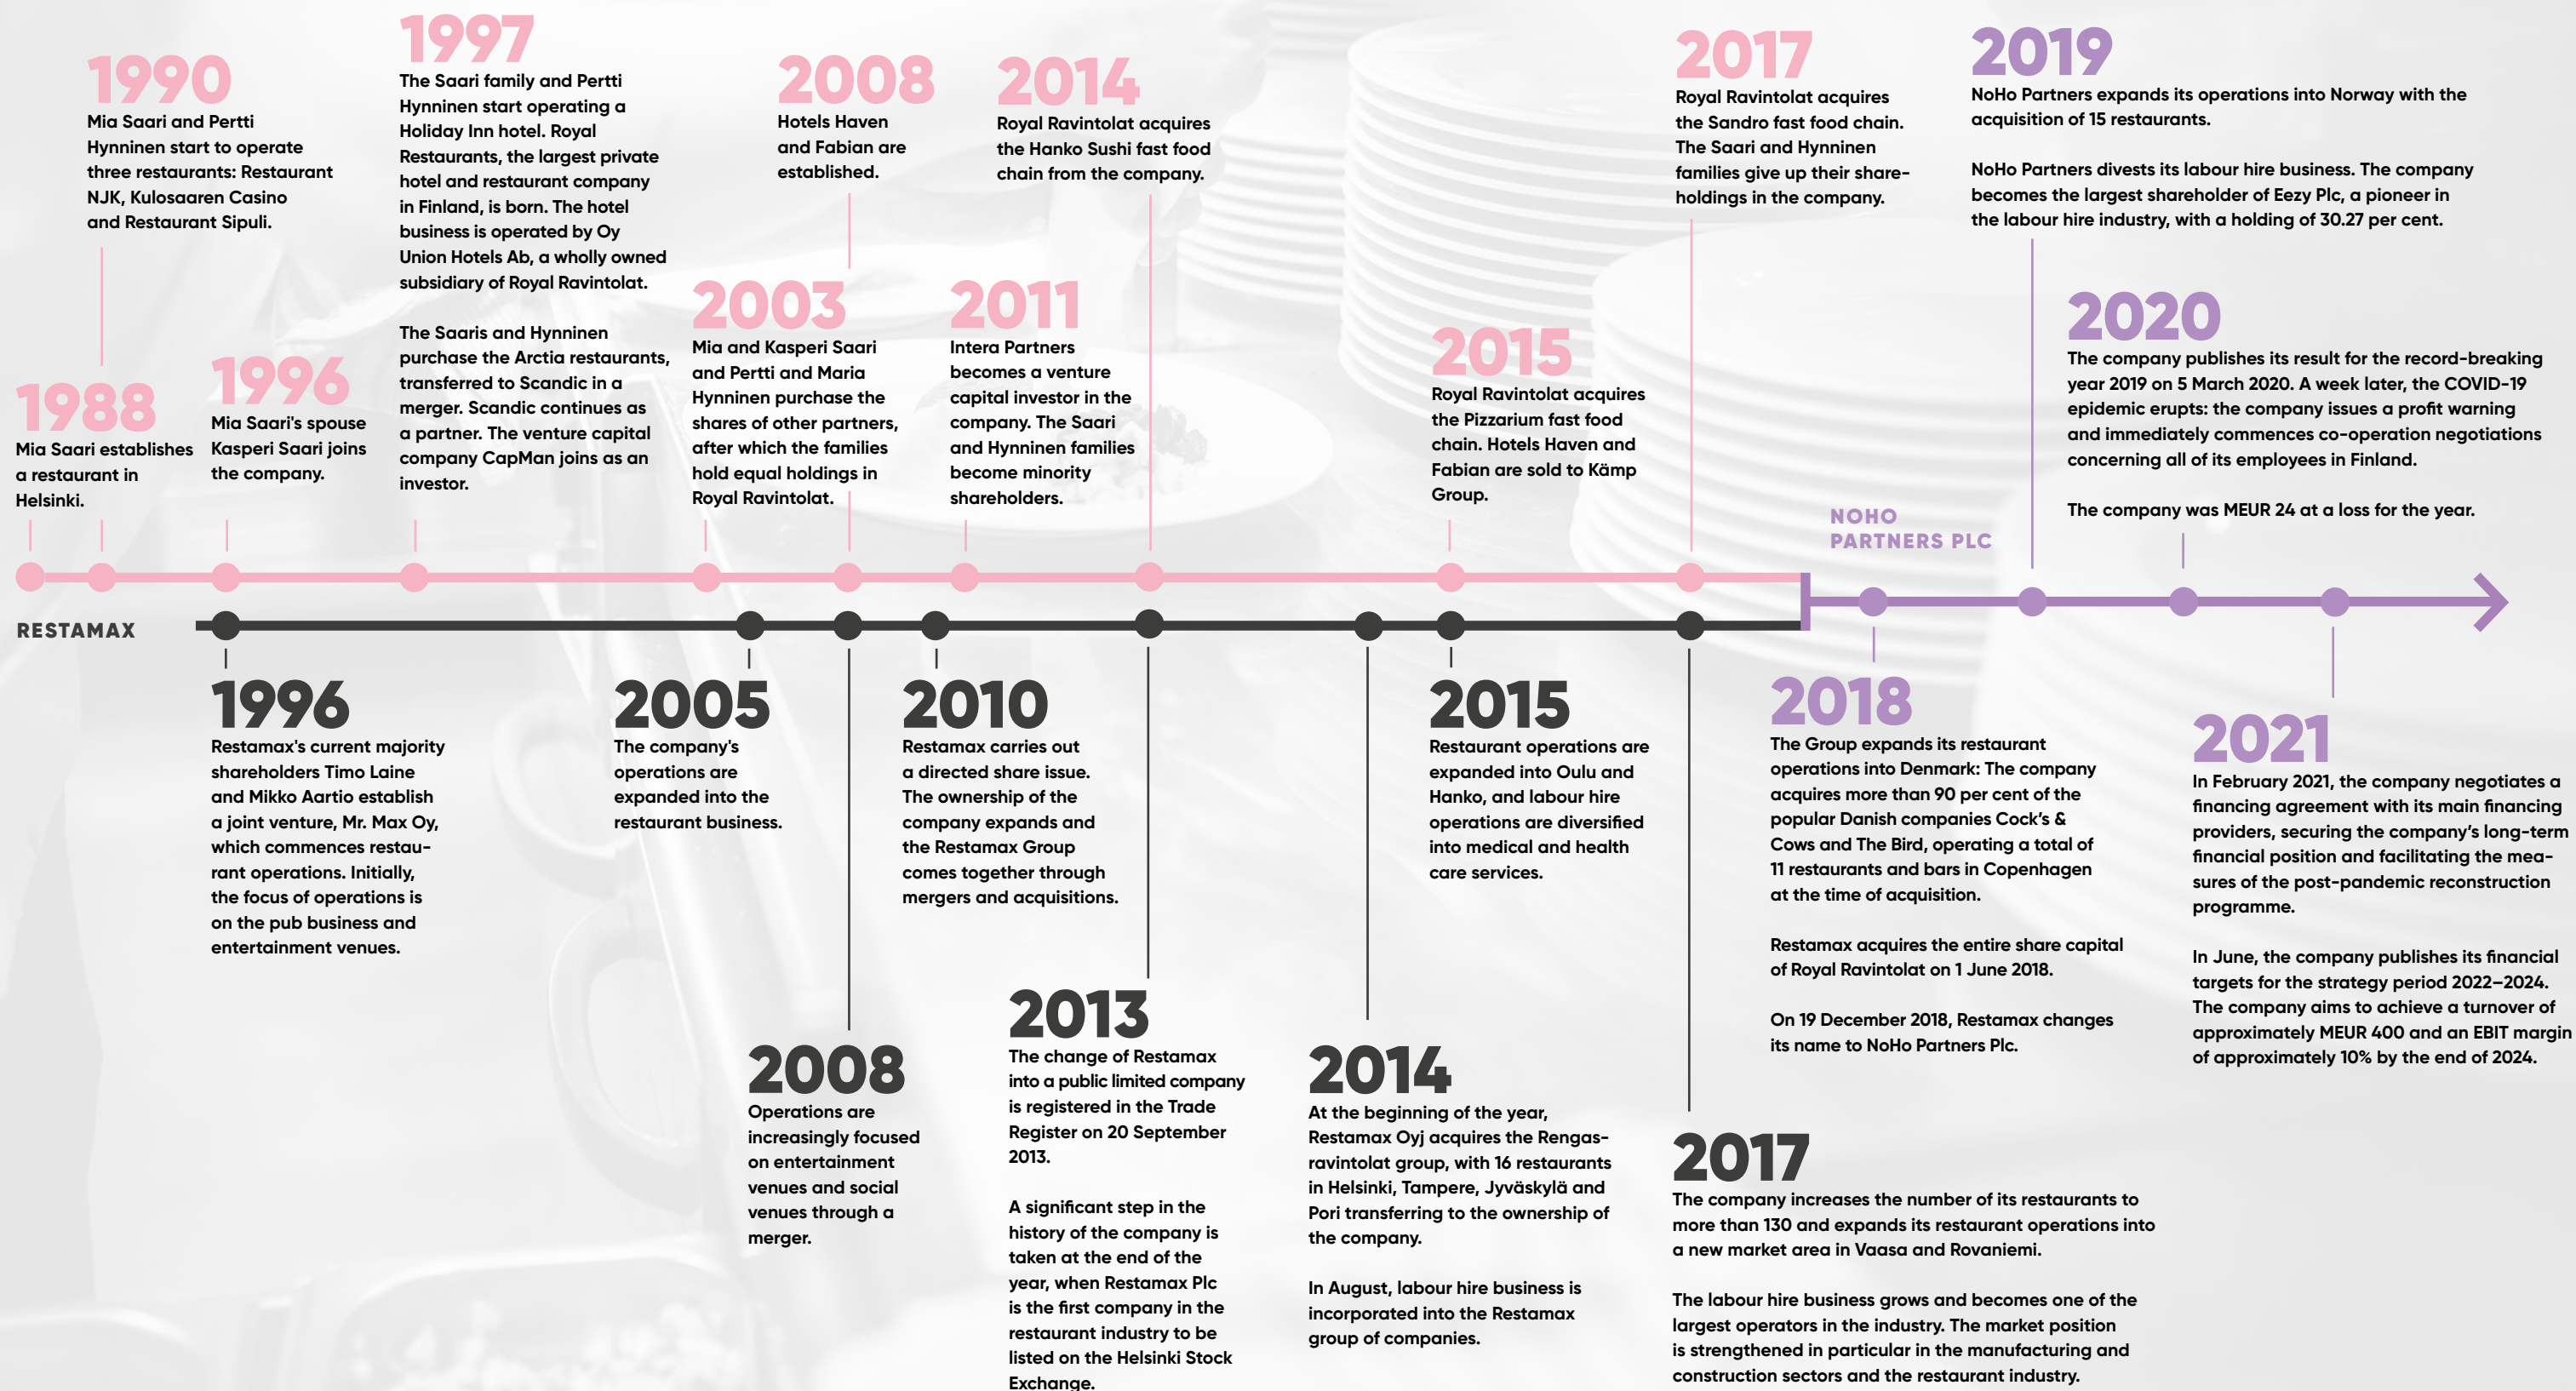 1988
Mia Saari establishes
a restaurant in
Helsinki.
1990
Mia Saari and Pertti
Hynninen start to operate
three restaurants: Restaurant
NJK, Kulosaaren Casino
and Restaurant Sipuli.
1996
Mia Saari's spouse
Kasperi Saari joins
the company.
1997
The Saari family and Pertti
Hynninen start operating a
Holiday Inn hotel. Royal
Restaurants, the largest private
hotel and restaurant company
in Finland, is born. The hotel
business is operated by Oy
Union Hotels Ab, a wholly owned
subsidiary of Royal Ravintolat.
The Saaris and Hynninen
purchase the Arctia restaurants,
transferred to Scandic in a
merger. Scandic continues as
a partner. The venture capital
company CapMan joins as an
investor.
2003
Mia and Kasperi Saari
and Pertti and Maria
Hynninen purchase the
shares of other partners,
after which the families
hold equal holdings in
Royal Ravintolat.
2008
Hotels Haven
and Fabian are
established.
2011
Intera Partners
becomes a venture
capital investor in the
company. The Saari
and Hynninen families
become minority
shareholders.
2014
Royal Ravintolat acquires
the Hanko Sushi fast food
chain from the company.
2015
Royal Ravintolat acquires
the Pizzarium fast food
chain. Hotels Haven and
Fabian are sold to Kämp
Group.
2017
Royal Ravintolat acquires
the Sandro fast food chain.
The Saari and Hynninen
families give up their share-
holdings in the company.
2019
NoHo Partners expands its operations into Norway with the
acquisition of 15 restaurants.
NoHo Partners divests its labour hire business. The company
becomes the largest shareholder of Eezy Plc, a pioneer in
the labour hire industry, with a holding of 30.27 per cent.
2020
The company publishes its result for the record-breaking
year 2019 on 5 March 2020. A week later, the COVID-19
epidemic erupts: the company issues a profit warning
and immediately commences co-operation negotiations
concerning all of its employees in Finland.
The company was MEUR 24 at a loss for the year.
NOHO
PARTNERS PLC
RESTAMAX
1996
Restamax's current majority
shareholders Timo Laine
and Mikko Aartio establish
a joint venture, Mr. Max Oy,
which commences restau-
rant operations. Initially,
the focus of operations is
on the pub business and
entertainment venues.
2005
The company's
operations are
expanded into the
restaurant business.
2008
Operations are
increasingly focused
on entertainment
venues and social
venues through a
merger.
2010
Restamax carries out
a directed share issue.
The ownership of the
company expands and
the Restamax Group
comes together through
mergers and acquisitions.
2013
The change of Restamax
into a public limited company
is registered in the Trade
Register on 20 September
2013.
A significant step in the
history of the company is
taken at the end of the
year, when Restamax Plc
is the first company in the
restaurant industry to be
listed on the Helsinki Stock
Exchange.
2014
At the beginning of the year,
Restamax Oyj acquires the Rengas-
ravintolat group, with 16 restaurants
in Helsinki, Tampere, Jyväskylä and
Pori transferring to the ownership of
the company.
In August, labour hire business is
incorporated into the Restamax
group of companies.
2015
Restaurant operations are
expanded into Oulu and
Hanko, and labour hire
operations are diversified
into medical and health
care services.
2017
The company increases the number of its restaurants to
more than 130 and expands its restaurant operations into
a new market area in Vaasa and Rovaniemi.
The labour hire business grows and becomes one of the
largest operators in the industry. The market position
is strengthened in particular in the manufacturing and
construction sectors and the restaurant industry.
2018
The Group expands its restaurant
operations into Denmark: The company
acquires more than 90 per cent of the
popular Danish companies Cock's &
Cows and The Bird, operating a total of
11 restaurants and bars in Copenhagen
at the time of acquisition.
Restamax acquires the entire share capital
of Royal Ravintolat on 1 June 2018.
On 19 December 2018, Restamax changes
its name to NoHo Partners Plc.
2021
In February 2021, the company negotiates a
financing agreement with its main financing
providers, securing the company’s long-term
financial position and facilitating the mea-
sures of the post-pandemic reconstruction
programme.
In June, the company publishes its financial
targets for the strategy period 2022–2024.
The company aims to achieve a turnover of
approximately MEUR 400 and an EBIT margin
of approximately 10% by the end of 2024.